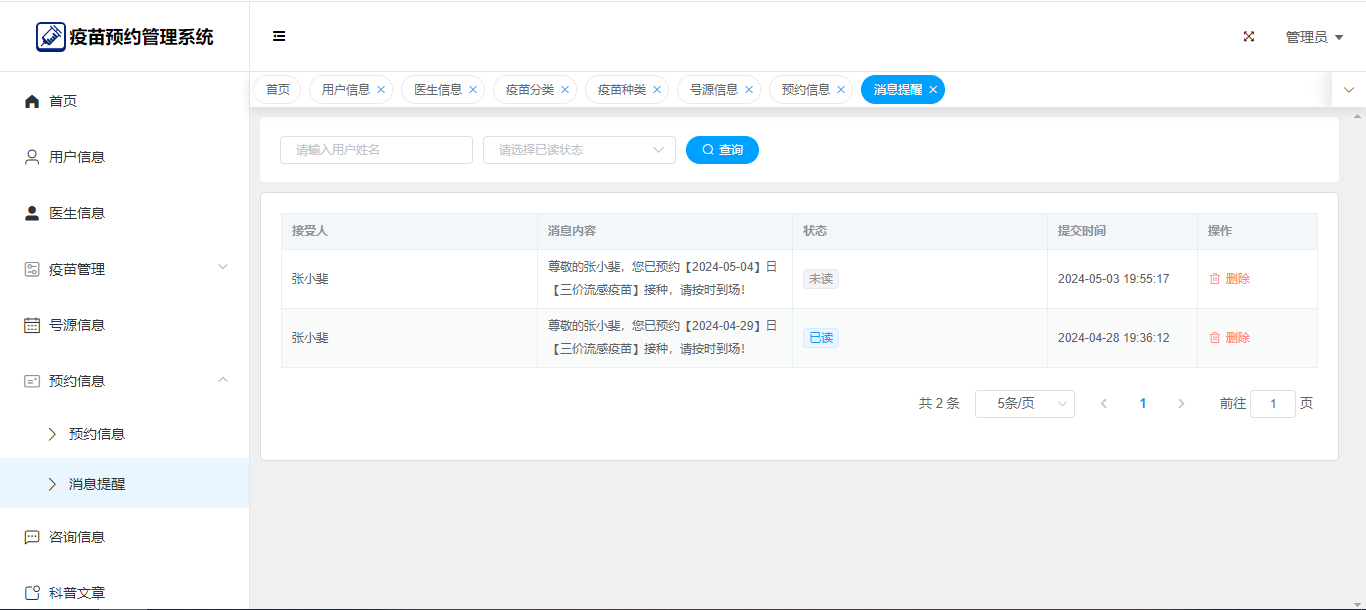 疫苗预约管理系统
管理员
首页
用户信息
医生信息
疫苗管理
号源信息
预约信息
预约信息
消息提醒
咨询信息
科普文章
首页 用户信息 医生信息 疫苗分类 疫苗种类 号源信息 预约信息 消息提醒
请输入用户姓名 请选择已读状态 查询
接受人 消息内容 状态 提交时间 操作
张小斐 尊敬的张小斐，您已预约【2024-05-04】日
【三价流感疫苗】接种，请按时到场！ 未读 2024-05-03 19:55:17 删除
张小斐 尊敬的张小斐，您已预约【2024-04-29】日
【三价流感疫苗】接种，请按时到场！ 已读 2024-04-28 19:36:12 删除
共 2 条 5条/页 1 前往 1 页